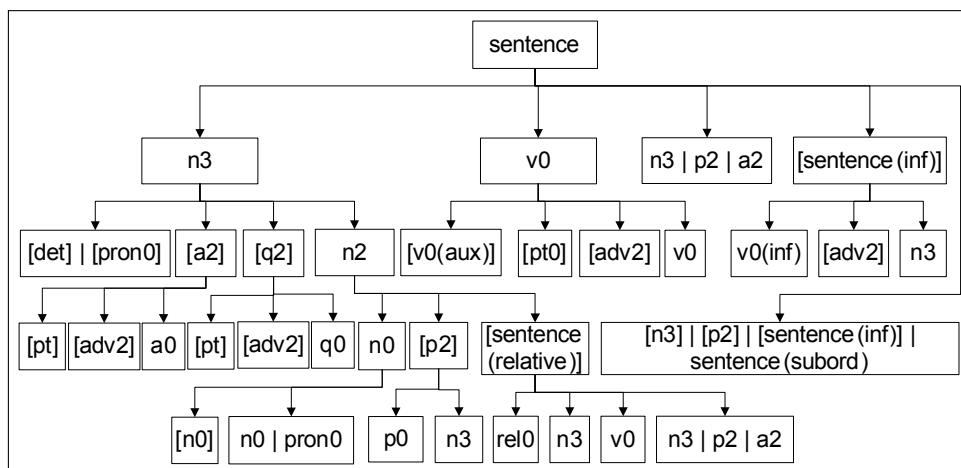 sentence
n3
v0
n3 | p2 | a2
[sentence (inf)]
[det] | [pron0]
[a2]
[q2]
n2
[v0(aux)]
[pt0]
[adv2]
v0
v0(inf)
[adv2]
n3
[pt]
[adv2]
a0
[pt]
[adv2]
q0
n0
[p2]
[sentence
(relative)]
[n3] | [p2] | [sentence (inf)] |
sentence (subord)
[n0]
n0 | pron0
p0
n3
rel0
n3
v0
n3 | p2 | a2